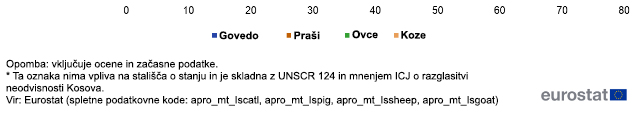 0 10 20 30 40 50 60 70 80
Govedo Praši Ovce Koze
Opomba: vključuje ocene in začasne podatke.
* Ta oznaka nima vpliva na stališča o stanju in je skladna z UNSCR 124 in mnenjem ICJ o razglasitvi
neodvisnosti Kosova.
Vir: Eurostat (spletne podatkovne kode: apro_mt_lscatl, apro_mt_lspig, apro_mt_lssheep, apro_mt_lsgoat)
eurostat